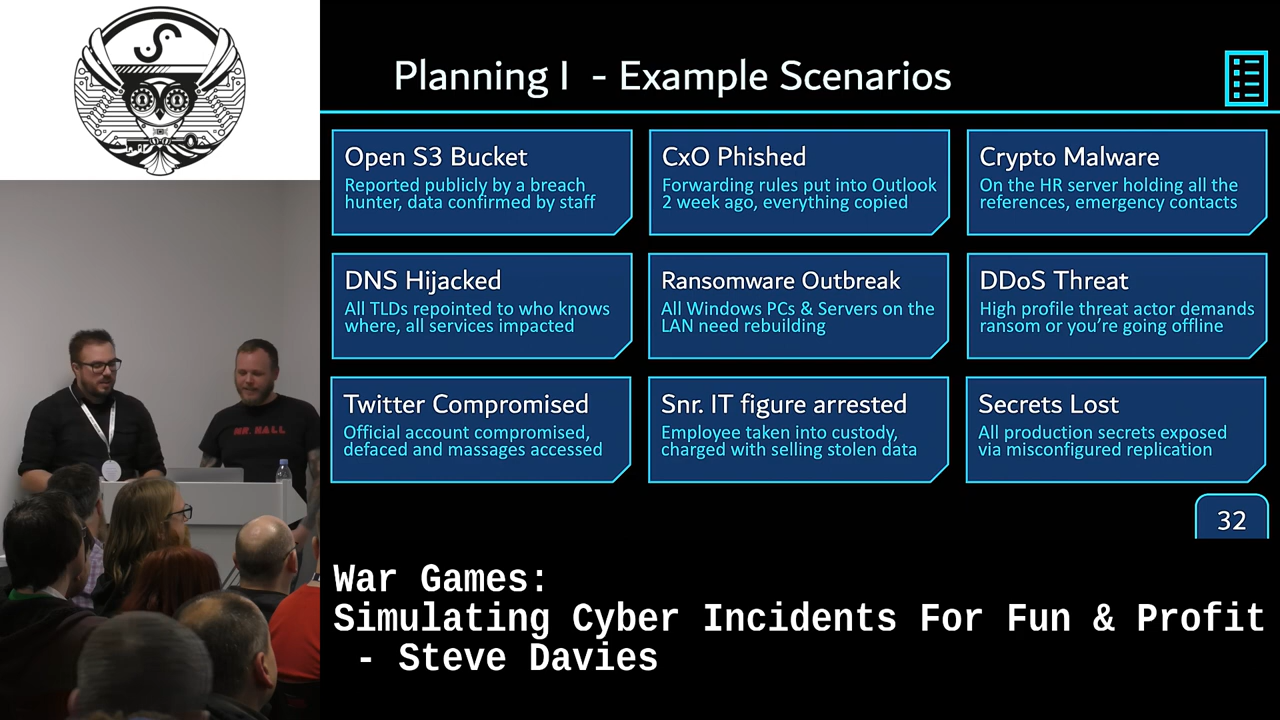 Planning I - Example Scenarios
Open S3 Bucket
Reported publicly by a breach
hunter, data confirmed by staff
CxO Phished
Forwarding rules put into Outlook
2 week ago, everything copied
Crypto Malware
On the HR server holding all the
references, emergency contacts
DNS Hijacked
All TLDs repointed to who knows
where, all services impacted
Ransomware Outbreak
All Windows PCs & Servers on the
LAN need rebuilding
DDoS Threat
High profile threat actor demands
ransom or you’re going offline
Twitter Compromised
Official account compromised,
defaced and massages accessed
Snr. IT figure arrested
Employee taken into custody,
charged with selling stolen data
Secrets Lost
All production secrets exposed
via misconfigured replication
32
MR. HALL
War Games:
Simulating Cyber Incidents For Fun & Profit
- Steve Davies